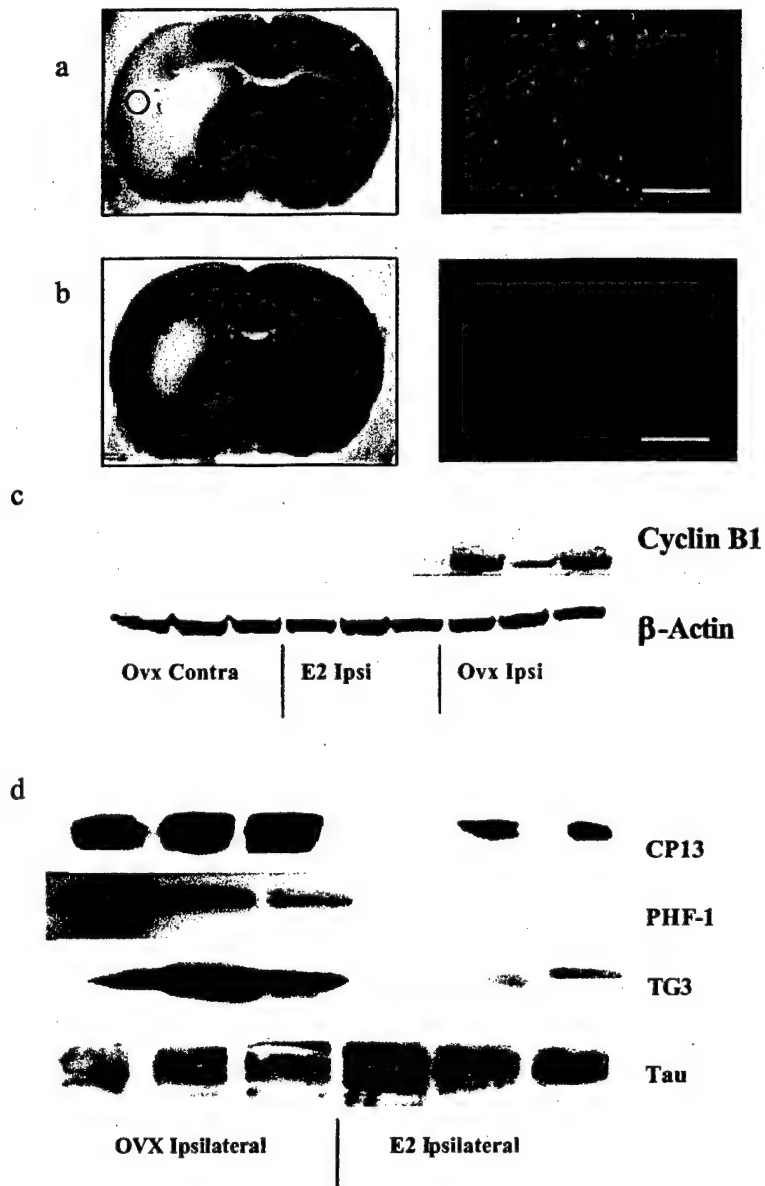 a
b
c
Cyclin B1
β-Actin
Ovx Contra
E2 Ipsi
Ovx Ipsi
d
CP13
PHF-1
TG3
Tau
OVX Ipsilateral
E2 Ipsilateral